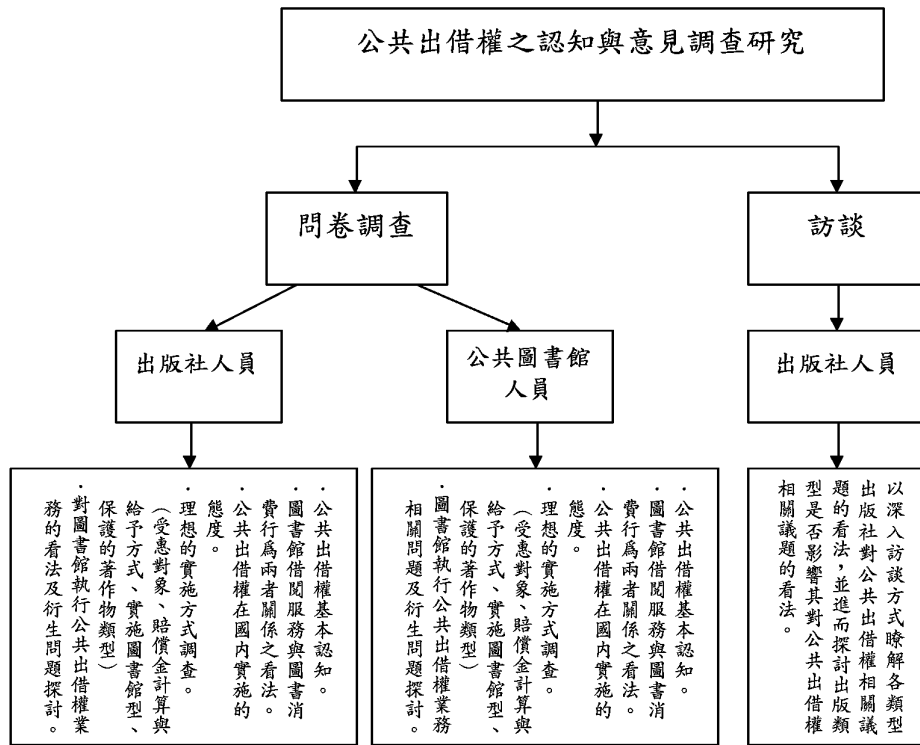 公共出借權之認知與意見調查研究
問卷調查
訪談
出版社人員
公共圖書館
人員
出版社人員
．公共出借權基本認知。
．圖書館借閱服務與圖書消
費行為兩者關係之看法。
．公共出借權在國內實施的
態度。
．理想的實施方式調查。
（受惠對象、賠償金計算與
給予方式、實施圖書館型、
保護的著作物類型）
．對圖書館執行公共出借權業
務的看法及衍生問題探討。
．公共出借權基本認知。
．圖書館借閱服務與圖書消
費行為兩者關係之看法。
．公共出借權在國內實施的
態度。
．理想的實施方式調查。
（受惠對象、賠償金計算與
給予方式、實施圖書館型、
保護的著作物類型）
．圖書館執行公共出借權業務
相關問題及衍生問題探討。
以深入訪談方式瞭解各類型
出版社對公共出借權相關議
題的看法，並進而探討出版類
型是否影響其對公共出借權
相關議題的看法。